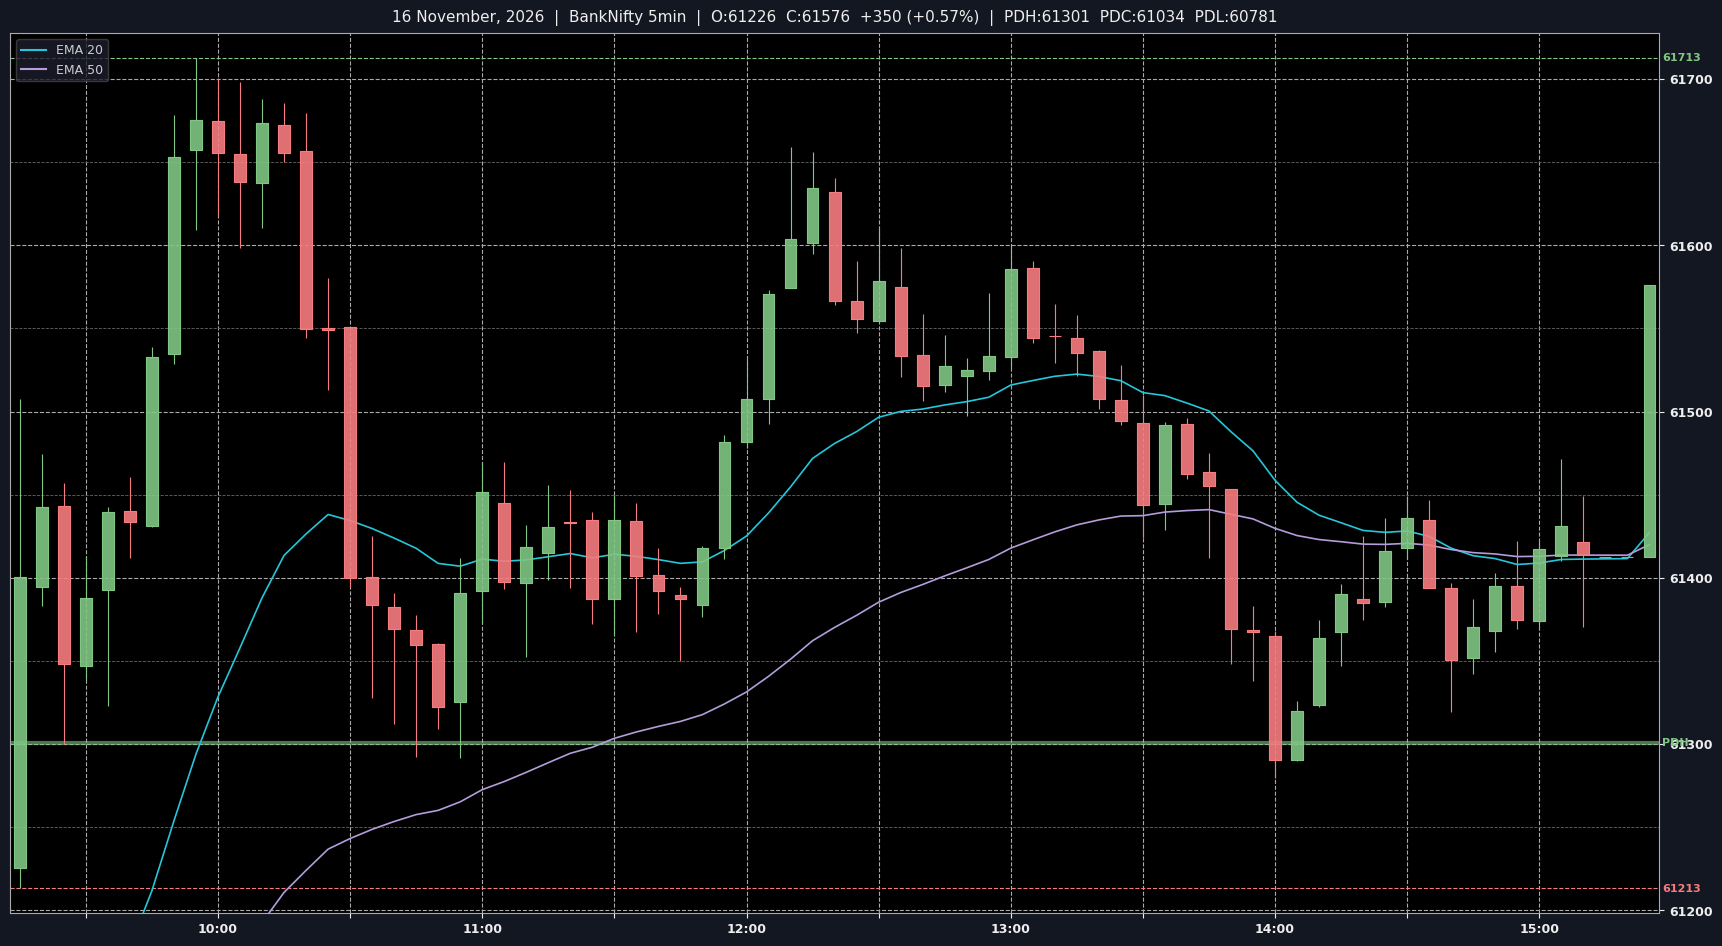 16 November, 2026 | BankNifty 5min | O:61226 C:61576 +350 (+0.57%) | PDH:61301 PDC:61034 PDL:60781
EMA 20
EMA 50
61713
61700
61600
61500
61400
PDH
61300
61213
61200
10:00 11:00 12:00 13:00 14:00 15:00